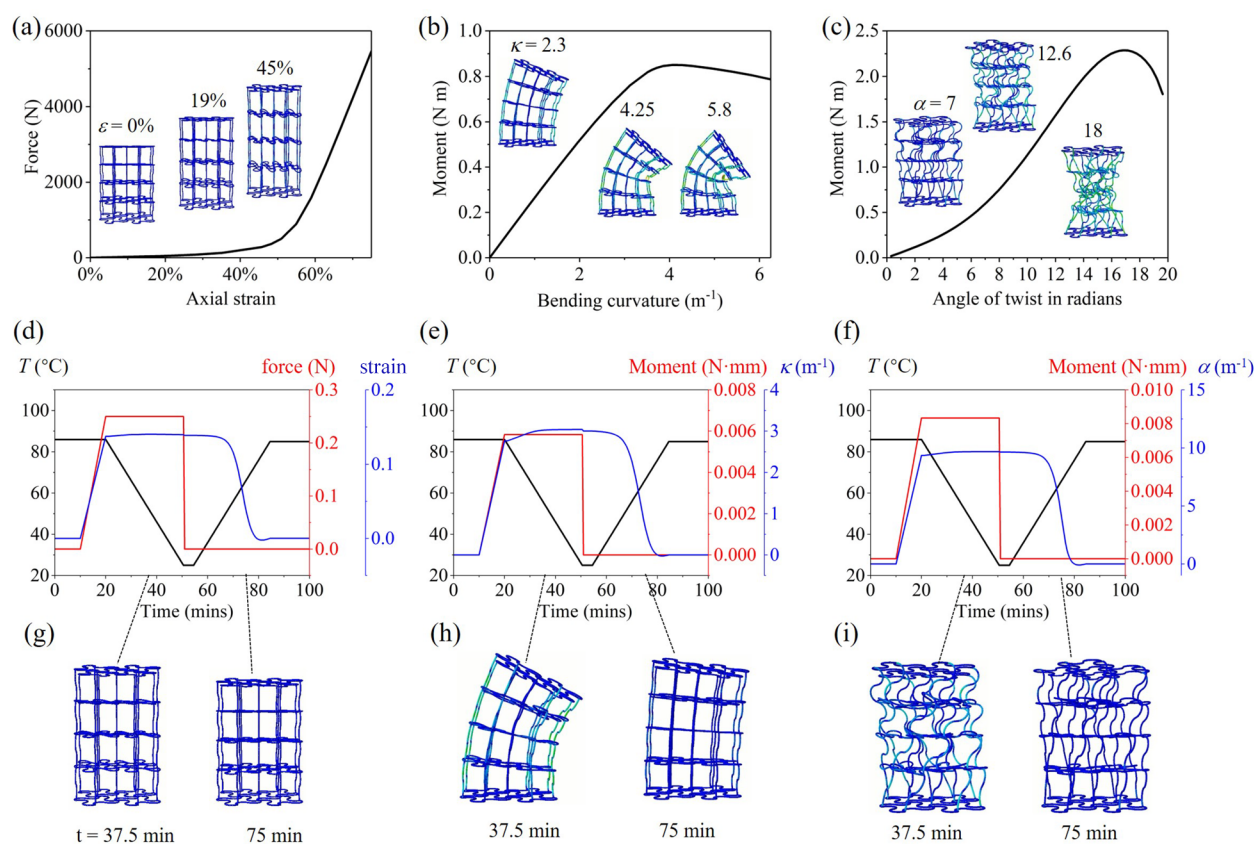 (a)
6000
4000
2000
0
Force (N)
ε = 0%
19%
45%
0% 20% 40% 60%
Axial strain
(b)
1.0
0.8
0.6
0.4
0.2
0.0
Moment (N m)
κ = 2.3
4.25
5.8
0 2 4 6
Bending curvature (m⁻¹)
(c)
2.5
2.0
1.5
1.0
0.5
0.0
Moment (N m)
α = 7
12.6
18
0 2 4 6 8 10 12 14 16 18 20
Angle of twist in radians
(d)
T (°C) force (N) strain
100
80
60
40
20
0.3
0.2
0.1
0.0
0.2
0.1
0.0
0 20 40 60 80 100
Time (mins)
(e)
T (°C) Moment (N·mm) κ (m⁻¹)
100
80
60
40
20
0.008
0.006
0.004
0.002
0.000
4
3
2
1
0
0 20 40 60 80 100
Time (mins)
(f)
T (°C) Moment (N·mm) α (m⁻¹)
100
80
60
40
20
0.010
0.008
0.006
0.004
0.002
0.000
15
10
5
0
0 20 40 60 80 100
Time (mins)
(g)
t = 37.5 min 75 min
(h)
37.5 min 75 min
(i)
37.5 min 75 min